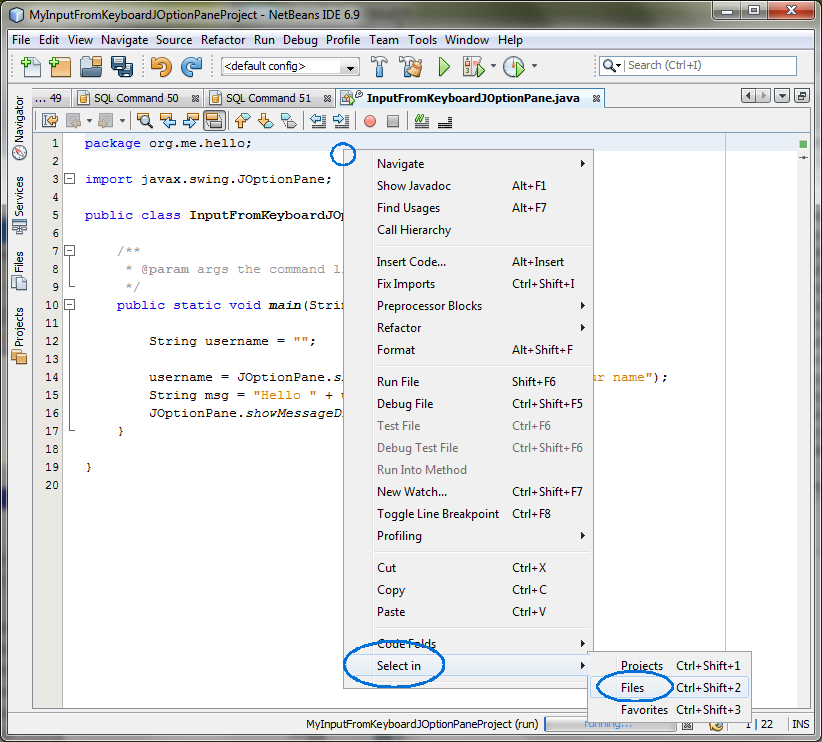 MyInputFromKeyboardJOptionPaneProject - NetBeans IDE 6.9
File Edit View Navigate Source Refactor Run Debug Profile Team Tools Window Help
<default config>
Search (Ctrl+I)
... 49
SQL Command 50
SQL Command 51
InputFromKeyboardJOptionPane.java
Navigator
Services
Files
Projects
1 package org.me.hello;
2
3 import javax.swing.JOptionPane;
4
5 public class InputFromKeyboardJO
6
7 /**
8 * @param args the command l
9 */
10 public static void main(Strin
11
12 String username = "";
13
14 username = JOptionPane.s ur name");
15 String msg = "Hello " +
16 JOptionPane.showMessageD
17 }
18
19 }
20
Navigate
Show Javadoc Alt+F1
Find Usages Alt+F7
Call Hierarchy
Insert Code... Alt+Insert
Fix Imports Ctrl+Shift+I
Preprocessor Blocks
Refactor
Format Alt+Shift+F
Run File Shift+F6
Debug File Ctrl+Shift+F5
Test File Ctrl+F6
Debug Test File Ctrl+Shift+F6
Run Into Method
New Watch... Ctrl+Shift+F7
Toggle Line Breakpoint Ctrl+F8
Profiling
Cut Ctrl+X
Copy Ctrl+C
Paste Ctrl+V
Code Folds
Select in
Projects Ctrl+Shift+1
Files Ctrl+Shift+2
Favorites Ctrl+Shift+3
MyInputFromKeyboardJOptionPaneProject (run) running... 1 | 22 INS